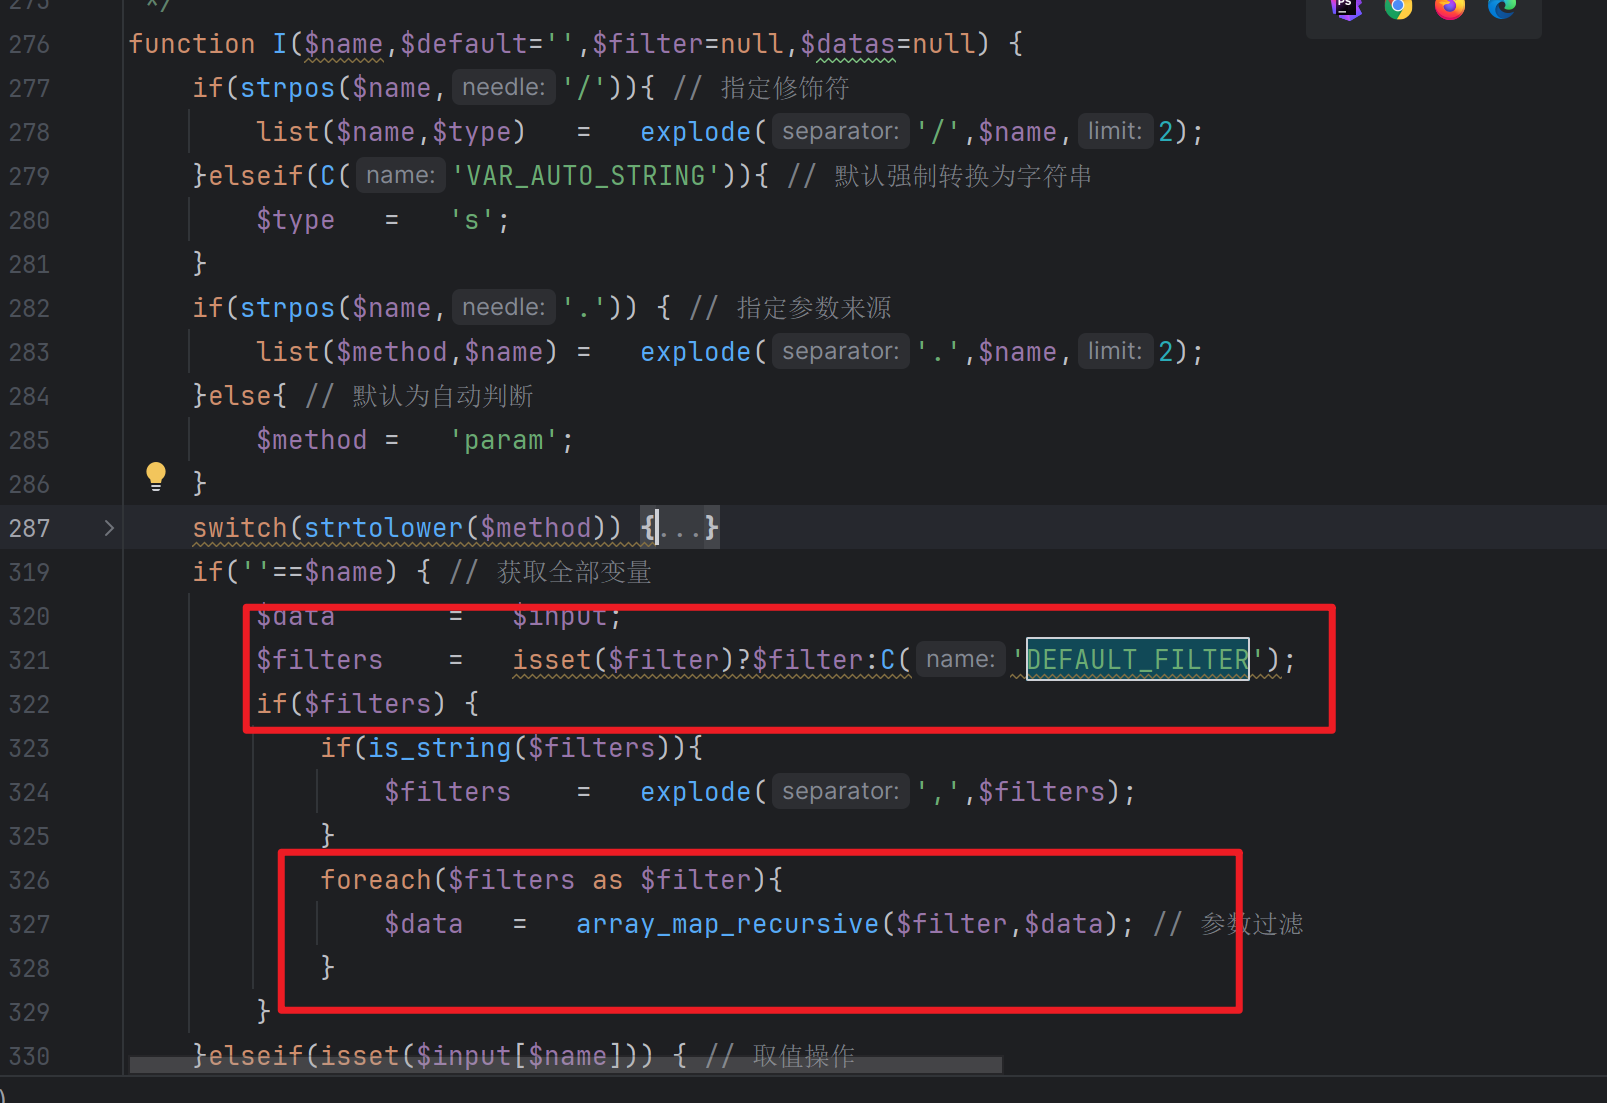 275 */
276 function I($name,$default='',$filter=null,$datas=null) {
277 if(strpos($name, needle: '/')){ // 指定修饰符
278 list($name,$type) = explode( separator: '/',$name, limit: 2);
279 }elseif(C( name: 'VAR_AUTO_STRING')){ // 默认强制转换为字符串
280 $type = 's';
281 }
282 if(strpos($name, needle: '.')) { // 指定参数来源
283 list($method,$name) = explode( separator: '.',$name, limit: 2);
284 }else{ // 默认为自动判断
285 $method = 'param';
286 }
287 switch(strtolower($method)) {...}
319 if(''==$name) { // 获取全部变量
320 $data = $input;
321 $filters = isset($filter)?$filter:C( name: 'DEFAULT_FILTER');
322 if($filters) {
323 if(is_string($filters)){
324 $filters = explode( separator: ',',$filters);
325 }
326 foreach($filters as $filter){
327 $data = array_map_recursive($filter,$data); // 参数过滤
328 }
329 }
330 }elseif(isset($input[$name])) { // 取值操作